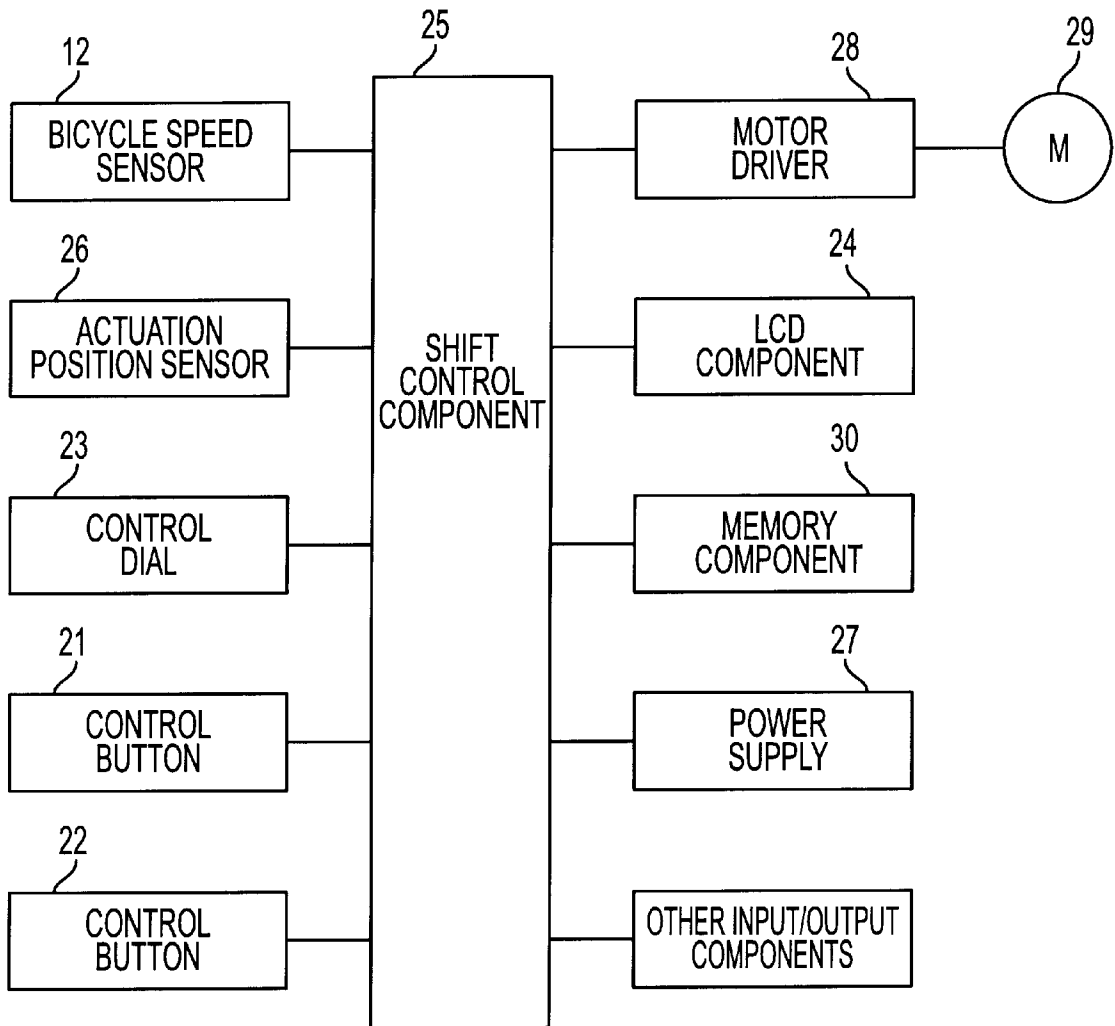 12
BICYCLE SPEED
SENSOR
26
ACTUATION
POSITION SENSOR
23
CONTROL
DIAL
21
CONTROL
BUTTON
22
CONTROL
BUTTON
25
SHIFT
CONTROL
COMPONENT
28
MOTOR
DRIVER
29
M
24
LCD
COMPONENT
30
MEMORY
COMPONENT
27
POWER
SUPPLY
OTHER INPUT/OUTPUT
COMPONENTS